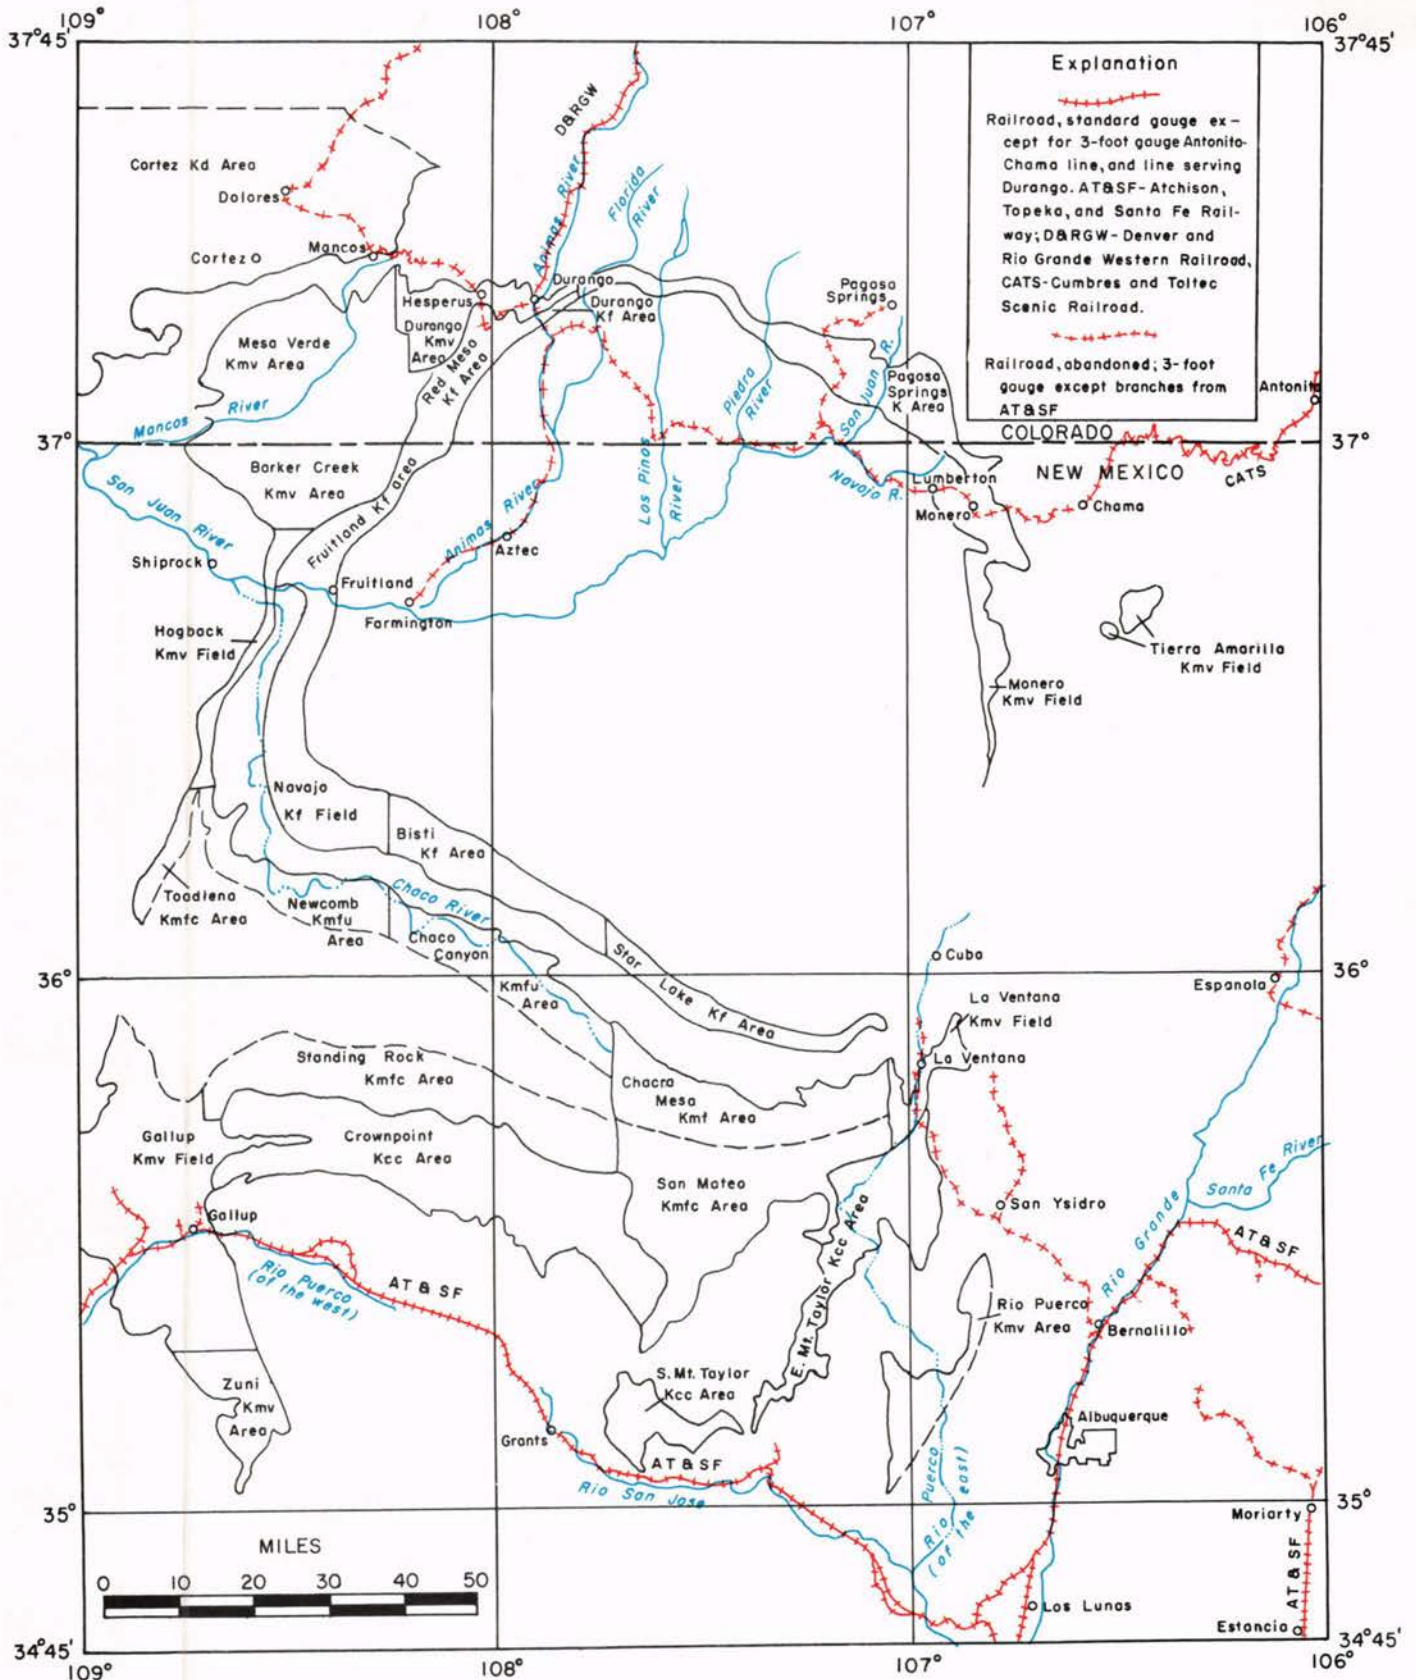 109°
108°
107°
106°
37°45'
37°45'
Explanation
Railroad, standard gauge ex-
cept for 3-foot gauge Antonito-
Chama line, and line serving
Durango. AT&SF-Atchison,
Topeka, and Santa Fe Rail-
way; D&RGW-Denver and
Rio Grande Western Railroad,
CATS-Cumbres and Toltec
Scenic Railroad.
Railroad, abandoned; 3-foot
gauge except branches from
AT&SF
D&RGW
Cortez Kd Area
Dolores
Animas River
Florida
River
Cortez
Mancos
Hesperus
Durango
Durango
Kf Area
Pagosa
Springs
Durango
Kmv
Area
Red Mesa
Kf Area
Mesa Verde
Kmv Area
Mancos River
Piedra
River
San Juan R.
Pagosa
Springs
K Area
Antonito
37°
37°
COLORADO
NEW MEXICO
CATS
Barker Creek
Kmv Area
San Juan River
Fruitland Kf area
Animas River
Los Pinos
River
Navajo R.
Lumberton
Monero
Chama
Shiprock
Aztec
Fruitland
Farmington
Hogback
Kmv Field
Tierra Amarilla
Kmv Field
Monero
Kmv Field
Navajo
Kf Field
Bisti
Kf Area
Toadlena
Kmfc Area
Newcomb
Kmfu
Area
Chaco River
Chaco
Canyon
Kmfu
Area
Star Lake Kf Area
Cuba
36°
36°
Espanola
La Ventana
Kmv Field
La Ventana
Standing Rock
Kmfc Area
Chacra
Mesa
Kmf Area
Gallup
Kmv Field
Crownpoint
Kcc Area
San Mateo
Kmfc Area
Santa Fe River
San Ysidro
Gallup
Rio Puerco
(of the west)
AT & SF
E. Mt. Taylor Kcc Area
Rio Grande
AT & SF
Rio Puerco
Kmv Area
Bernalillo
Zuni
Kmv
Area
S. Mt. Taylor
Kcc Area
Grants
AT & SF
Rio San Jose
Albuquerque
Rio Puerco
(of the east)
35°
35°
Moriarty
MILES
0 10 20 30 40 50
AT & SF
Los Lunas
Estancia
34°45'
34°45'
109°
108°
107°
106°